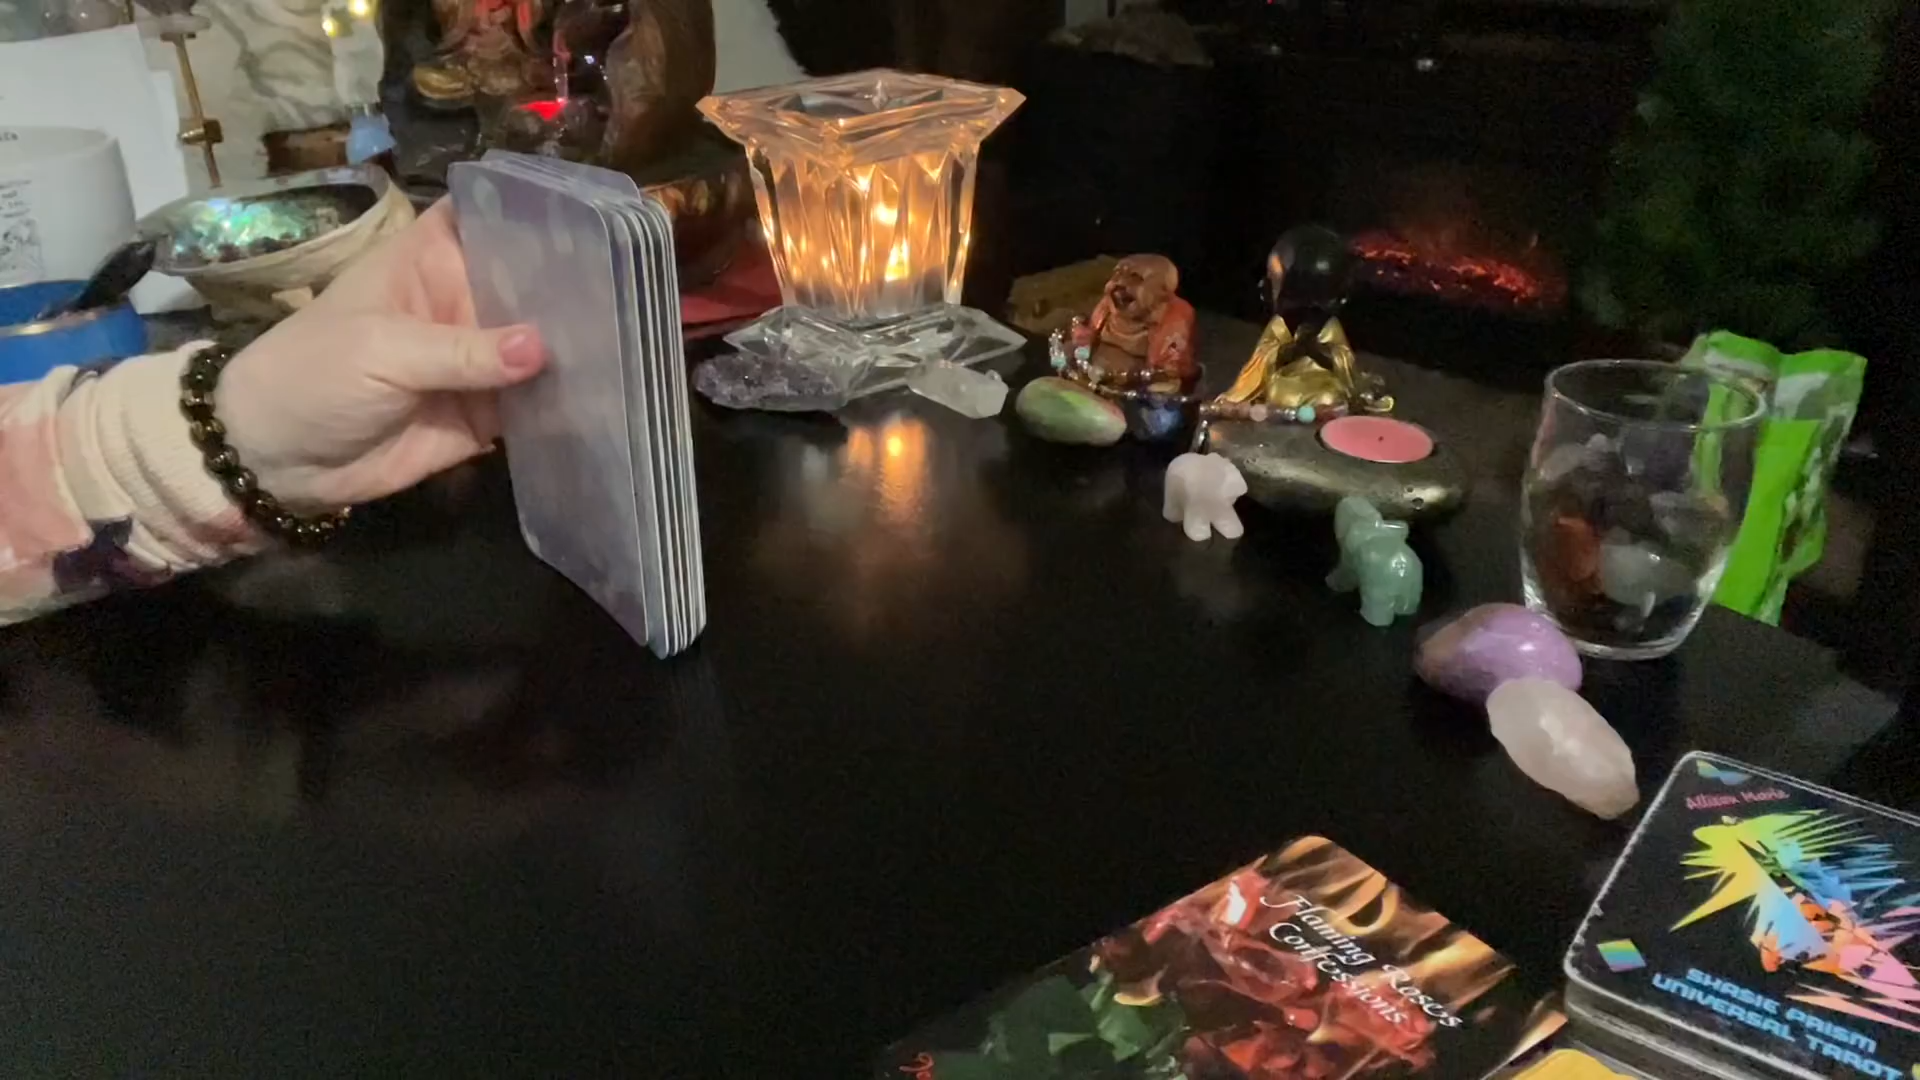 Flaming Roses
Confessions
Allison Marie
SHASIE PRISM
UNIVERSAL TAROT